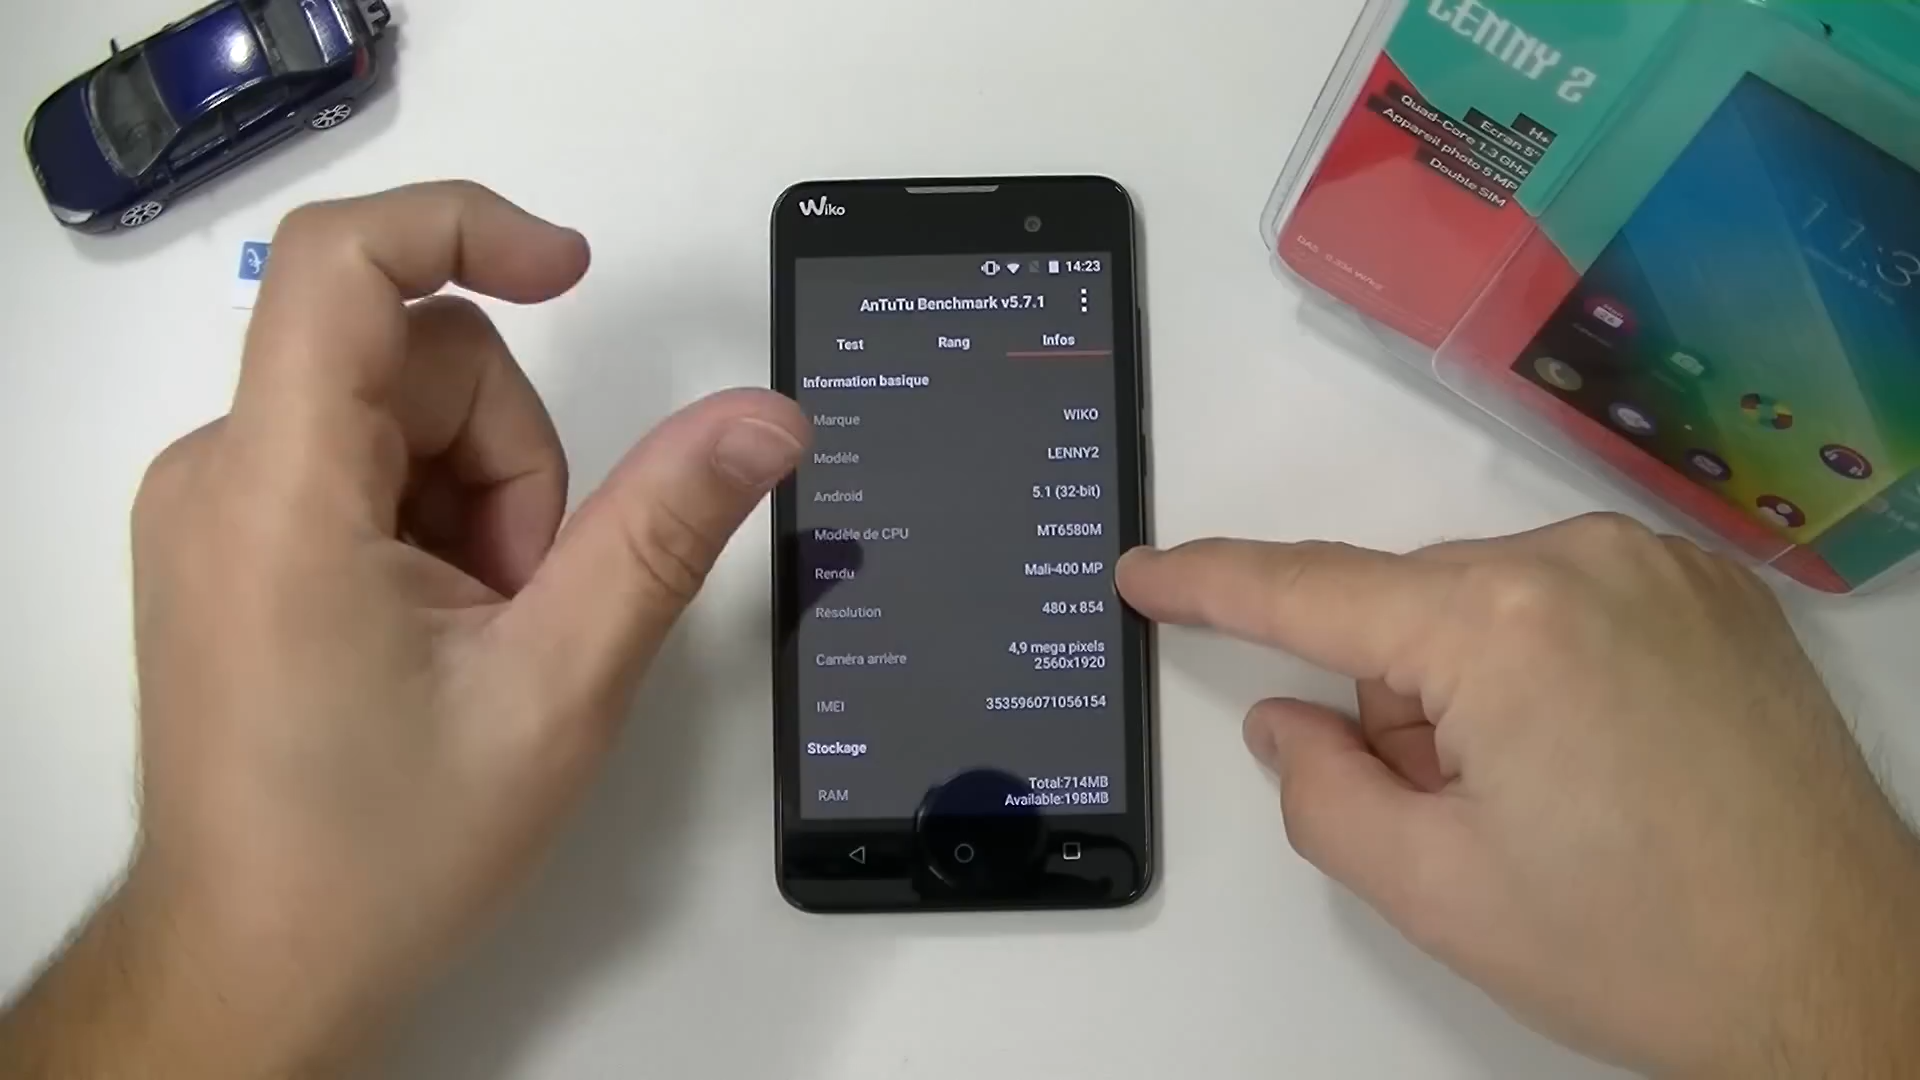 LENNY 2
H+
Ecran 5"
Quad-Core 1.3 GHz
Appareil photo 5 MP
Double SIM
Wiko
14:23
AnTuTu Benchmark v5.7.1
Test Rang Infos
Information basique
Marque WIKO
Modèle LENNY2
Android 5.1 (32-bit)
Modèle de CPU MT6580M
Rendu Mali-400 MP
Résolution 480 x 854
Caméra arrière 4,9 mega pixels
2560x1920
IMEI 353596071056154
Stockage
RAM Total:714MB
Available:198MB